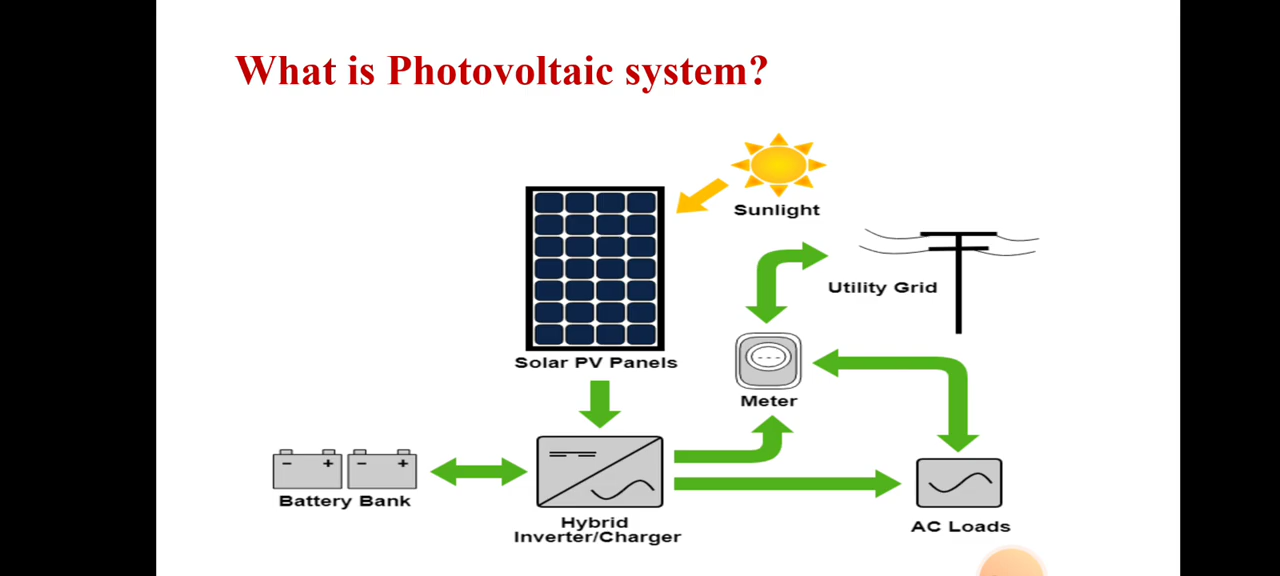 What is Photovoltaic system?
Sunlight
Utility Grid
Solar PV Panels
Meter
Battery Bank
Hybrid
Inverter/Charger
AC Loads